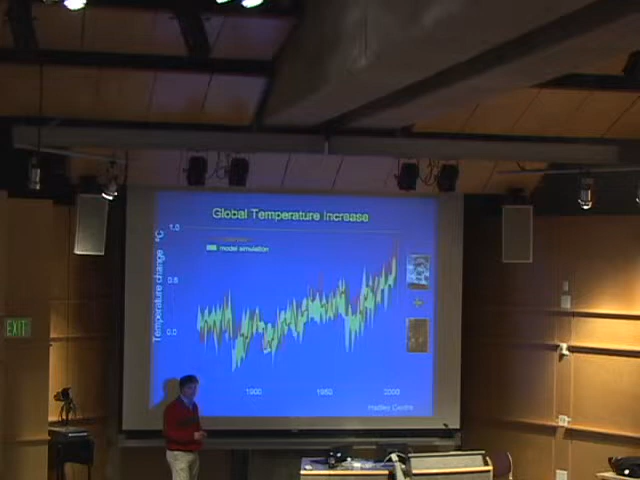 Global Temperature Increase
1.0
model simulation
Temperature change °C
0.5
0.0
EXIT
1900
1950
2000
Hadley Centre